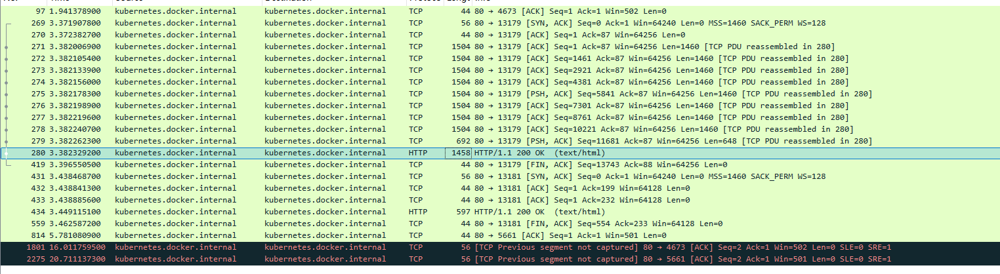 97 1.941378900 kubernetes.docker.internal kubernetes.docker.internal TCP 44 80 → 4673 [ACK] Seq=1 Ack=1 Win=502 Len=0
269 3.371907800 kubernetes.docker.internal kubernetes.docker.internal TCP 56 80 → 13179 [SYN, ACK] Seq=0 Ack=1 Win=64240 Len=0 MSS=1460 SACK_PERM WS=128
270 3.372382700 kubernetes.docker.internal kubernetes.docker.internal TCP 44 80 → 13179 [ACK] Seq=1 Ack=87 Win=64256 Len=0
271 3.382006900 kubernetes.docker.internal kubernetes.docker.internal TCP 1504 80 → 13179 [ACK] Seq=1 Ack=87 Win=64256 Len=1460 [TCP PDU reassembled in 280]
272 3.382105400 kubernetes.docker.internal kubernetes.docker.internal TCP 1504 80 → 13179 [ACK] Seq=1461 Ack=87 Win=64256 Len=1460 [TCP PDU reassembled in 280]
273 3.382133900 kubernetes.docker.internal kubernetes.docker.internal TCP 1504 80 → 13179 [ACK] Seq=2921 Ack=87 Win=64256 Len=1460 [TCP PDU reassembled in 280]
274 3.382156000 kubernetes.docker.internal kubernetes.docker.internal TCP 1504 80 → 13179 [ACK] Seq=4381 Ack=87 Win=64256 Len=1460 [TCP PDU reassembled in 280]
275 3.382178300 kubernetes.docker.internal kubernetes.docker.internal TCP 1504 80 → 13179 [PSH, ACK] Seq=5841 Ack=87 Win=64256 Len=1460 [TCP PDU reassembled in 280]
276 3.382198900 kubernetes.docker.internal kubernetes.docker.internal TCP 1504 80 → 13179 [ACK] Seq=7301 Ack=87 Win=64256 Len=1460 [TCP PDU reassembled in 280]
277 3.382219600 kubernetes.docker.internal kubernetes.docker.internal TCP 1504 80 → 13179 [ACK] Seq=8761 Ack=87 Win=64256 Len=1460 [TCP PDU reassembled in 280]
278 3.382240700 kubernetes.docker.internal kubernetes.docker.internal TCP 1504 80 → 13179 [ACK] Seq=10221 Ack=87 Win=64256 Len=1460 [TCP PDU reassembled in 280]
279 3.382262300 kubernetes.docker.internal kubernetes.docker.internal TCP 692 80 → 13179 [PSH, ACK] Seq=11681 Ack=87 Win=64256 Len=648 [TCP PDU reassembled in 280]
280 3.382329200 kubernetes.docker.internal kubernetes.docker.internal HTTP 1458 HTTP/1.1 200 OK (text/html)
419 3.396550500 kubernetes.docker.internal kubernetes.docker.internal TCP 44 80 → 13179 [FIN, ACK] Seq=13743 Ack=88 Win=64256 Len=0
431 3.438468700 kubernetes.docker.internal kubernetes.docker.internal TCP 56 80 → 13181 [SYN, ACK] Seq=0 Ack=1 Win=64240 Len=0 MSS=1460 SACK_PERM WS=128
432 3.438841300 kubernetes.docker.internal kubernetes.docker.internal TCP 44 80 → 13181 [ACK] Seq=1 Ack=199 Win=64128 Len=0
433 3.438885600 kubernetes.docker.internal kubernetes.docker.internal TCP 44 80 → 13181 [ACK] Seq=1 Ack=232 Win=64128 Len=0
434 3.449115100 kubernetes.docker.internal kubernetes.docker.internal HTTP 597 HTTP/1.1 200 OK (text/html)
559 3.462587200 kubernetes.docker.internal kubernetes.docker.internal TCP 44 80 → 13181 [FIN, ACK] Seq=554 Ack=233 Win=64128 Len=0
814 5.781080900 kubernetes.docker.internal kubernetes.docker.internal TCP 44 80 → 5661 [ACK] Seq=1 Ack=1 Win=501 Len=0
1801 16.011759500 kubernetes.docker.internal kubernetes.docker.internal TCP 56 [TCP Previous segment not captured] 80 → 4673 [ACK] Seq=2 Ack=1 Win=502 Len=0 SLE=0 SRE=1
2275 20.711137300 kubernetes.docker.internal kubernetes.docker.internal TCP 56 [TCP Previous segment not captured] 80 → 5661 [ACK] Seq=2 Ack=1 Win=501 Len=0 SLE=0 SRE=1